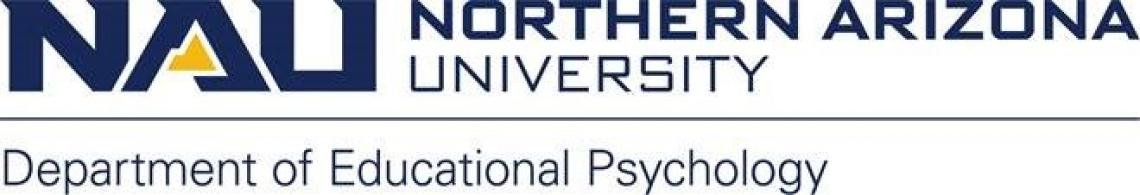 NAU NORTHERN ARIZONA
UNIVERSITY
Department of Educational Psychology